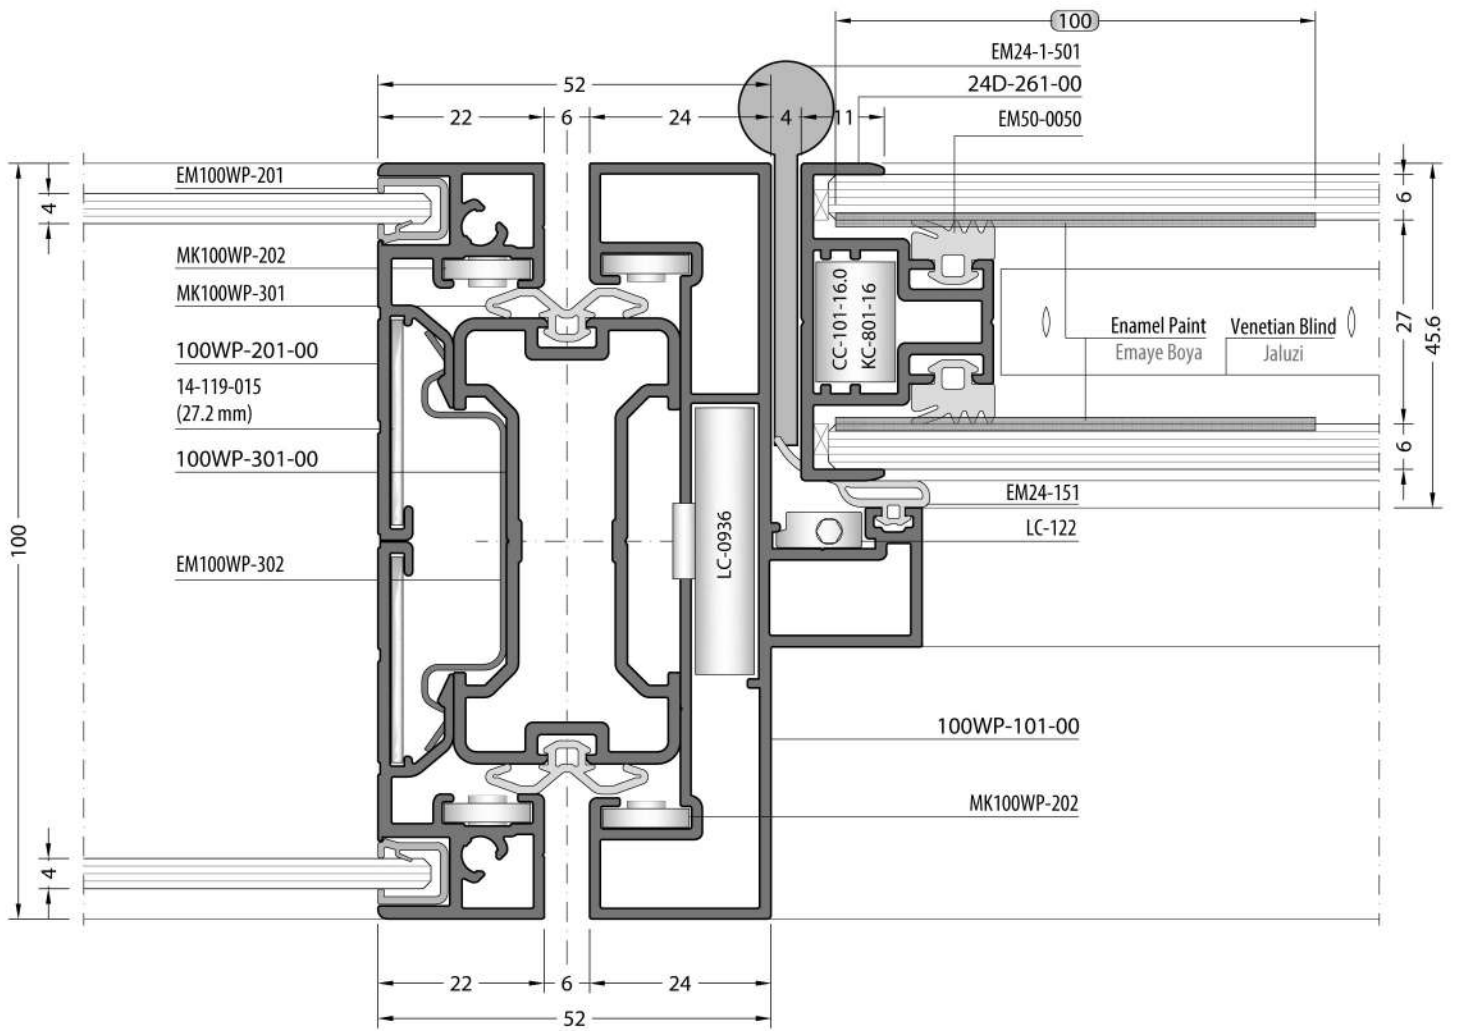 100
EM24-1-501
52
24D-261-00
22
6
24
4
11
EM50-0050
EM100WP-201
4
6
MK100WP-202
MK100WP-301
CC-101-16.0
KC-801-16
Enamel Paint
Emaye Boya
Venetian Blind
Jaluzi
27
45.6
100WP-201-00
14-119-015
(27.2 mm)
100WP-301-00
6
EM24-151
LC-122
100
LC-0936
EM100WP-302
100WP-101-00
MK100WP-202
4
22
6
24
52